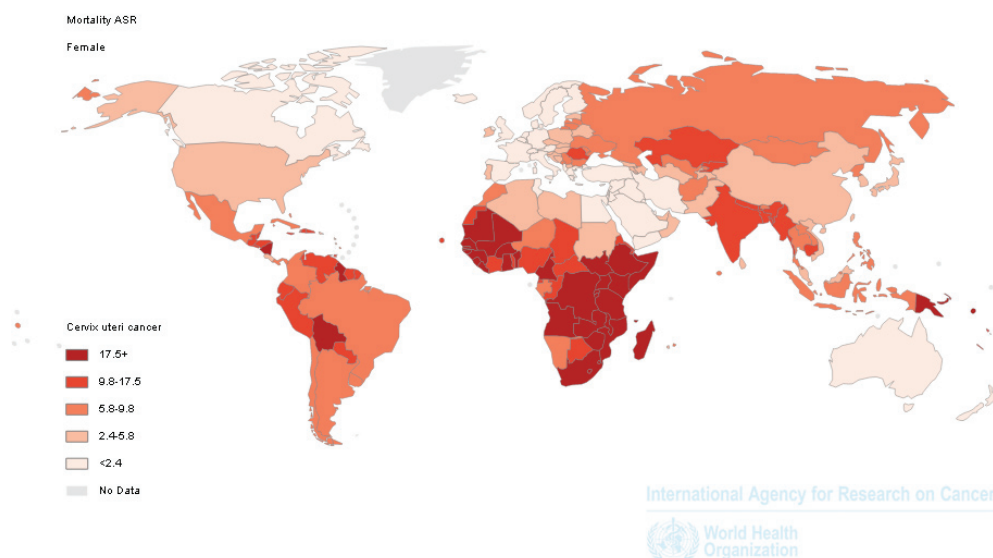 Mortality ASR
Female
Cervix uteri cancer
17.5+
9.8-17.5
5.8-9.8
2.4-5.8
<2.4
No Data
International Agency for Research on Cancer
World Health
Organization